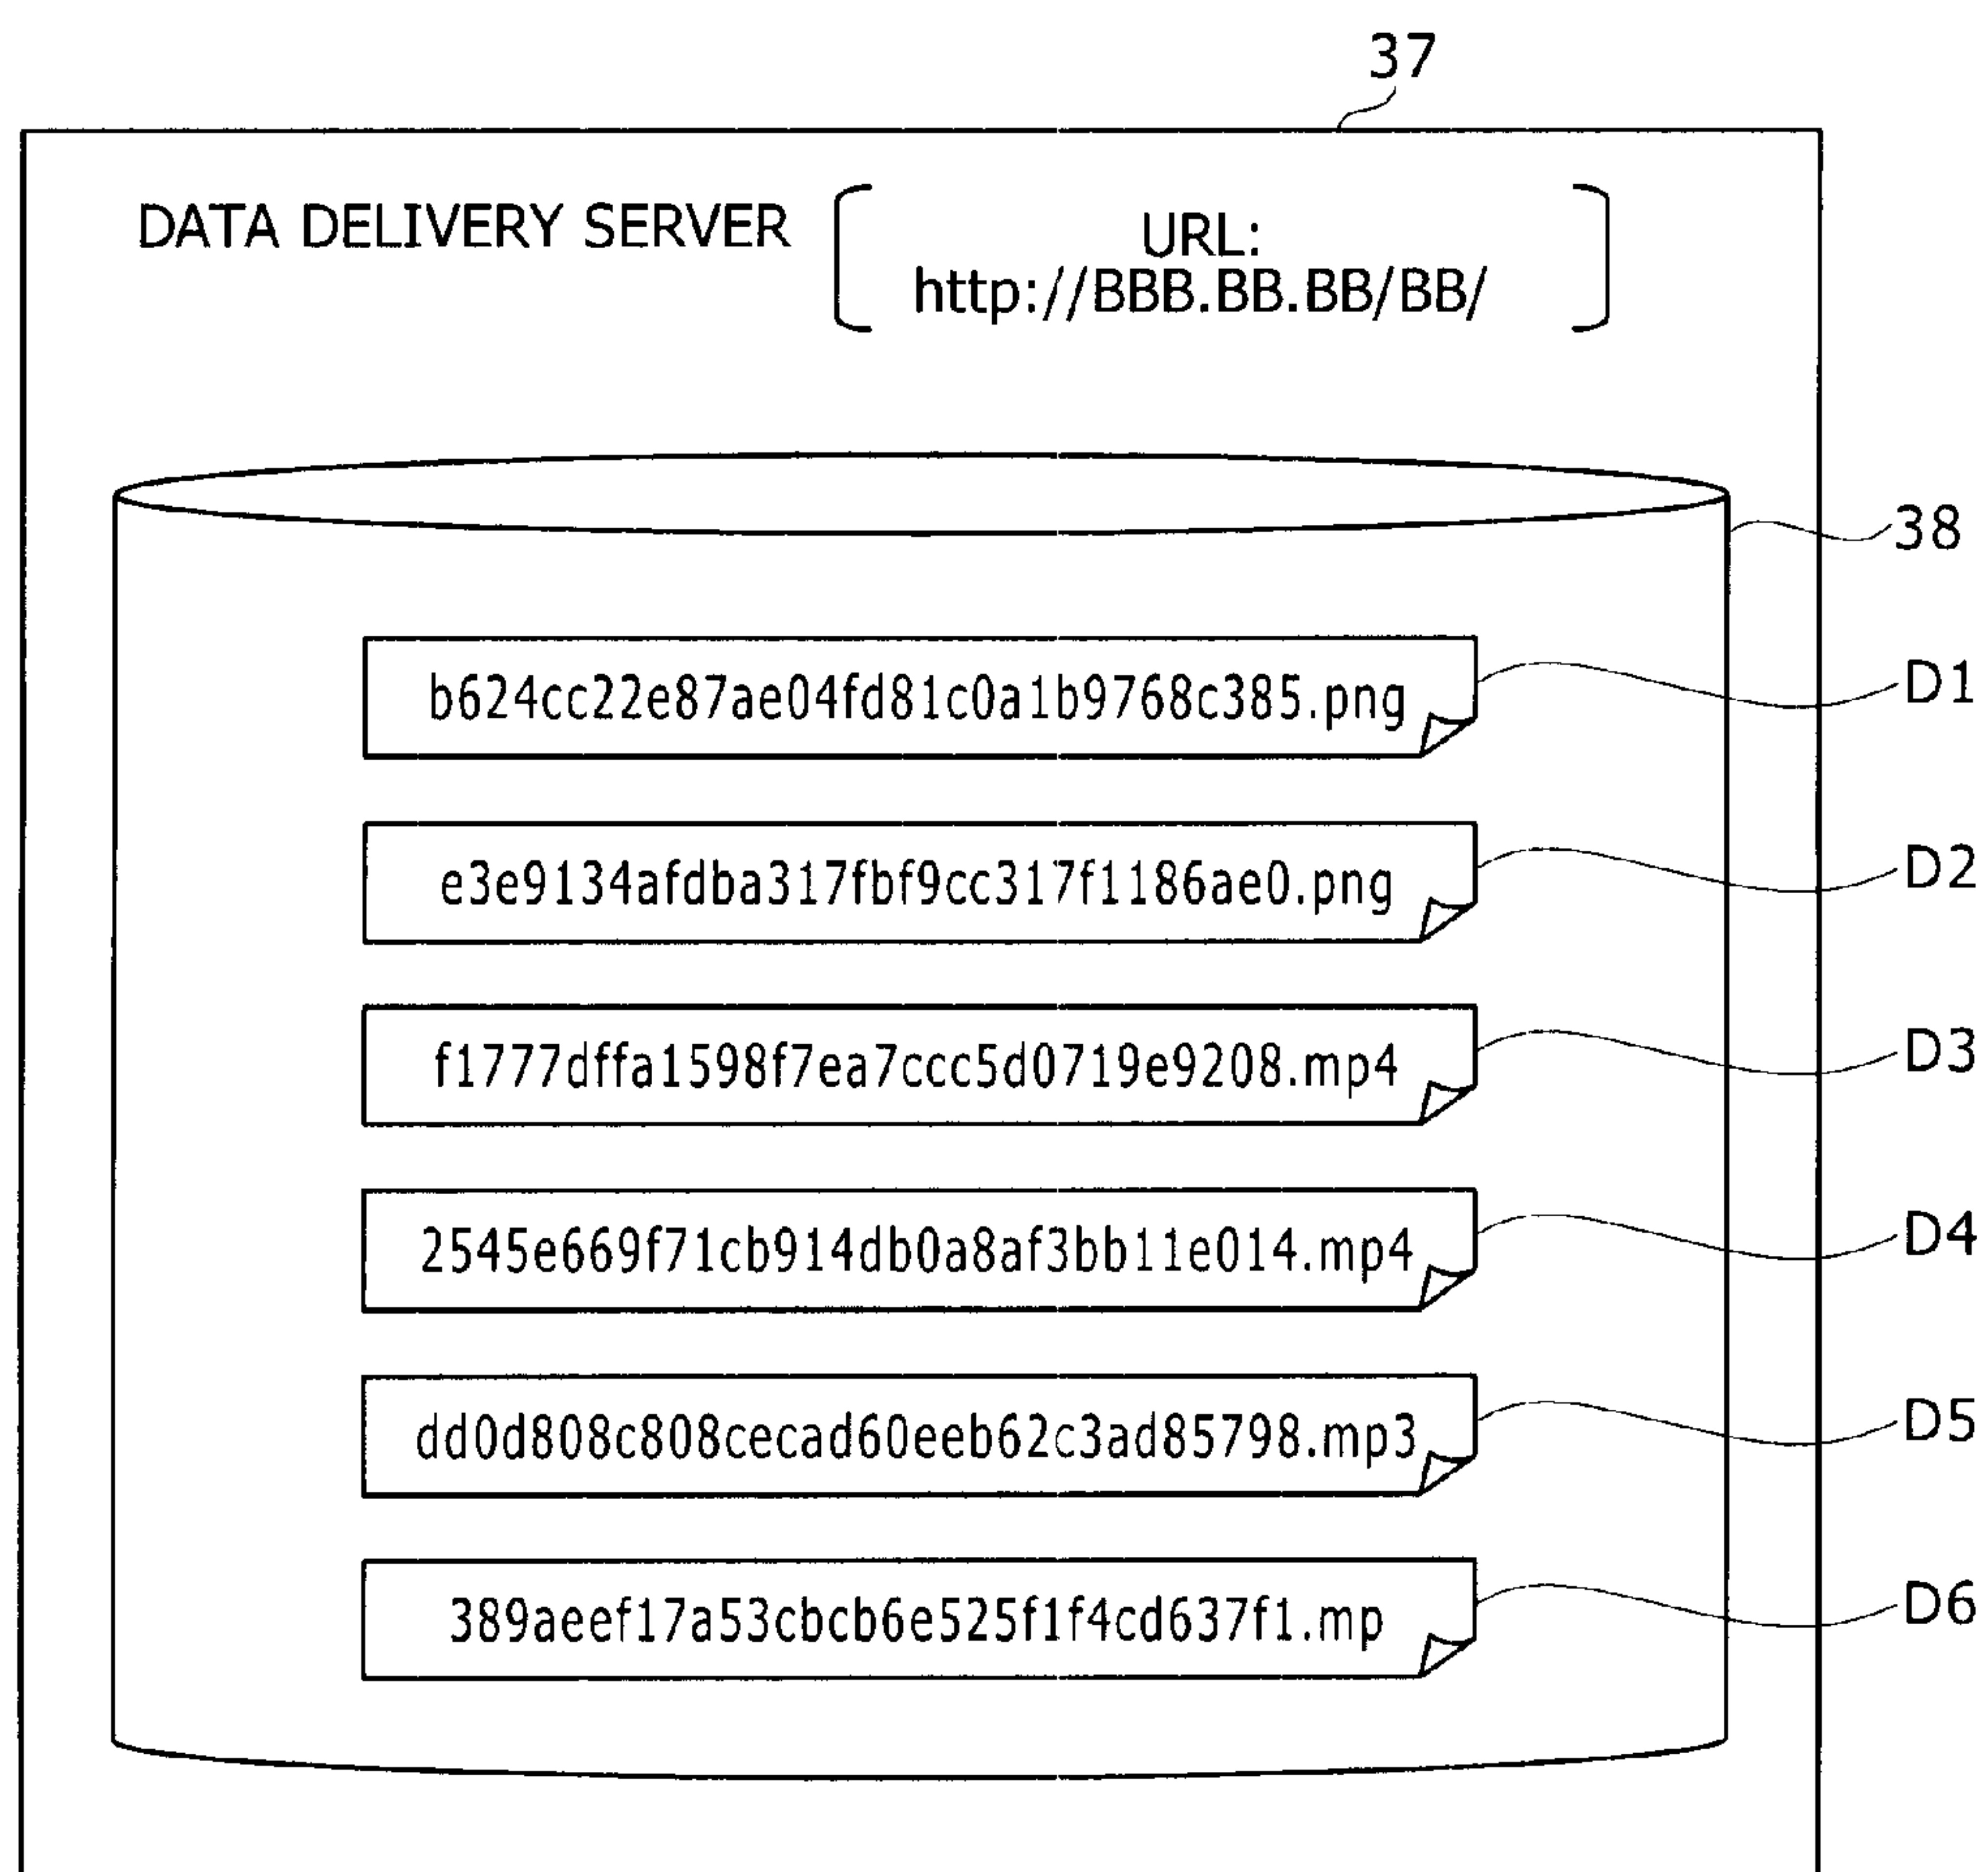 37
DATA DELIVERY SERVER
URL:
http://BBB.BB.BB/BB/
38
b624cc22e87ae04fd81c0a1b9768c385.png D1
e3e9134afdba317fbf9cc317f1186ae0.png D2
f1777dffa1598f7ea7ccc5d0719e9208.mp4 D3
2545e669f71cb914db0a8af3bb11e014.mp4 D4
dd0d808c808cecad60eeb62c3ad85798.mp3 D5
389aeef17a53cbcb6e525f1f4cd637f1.mp D6